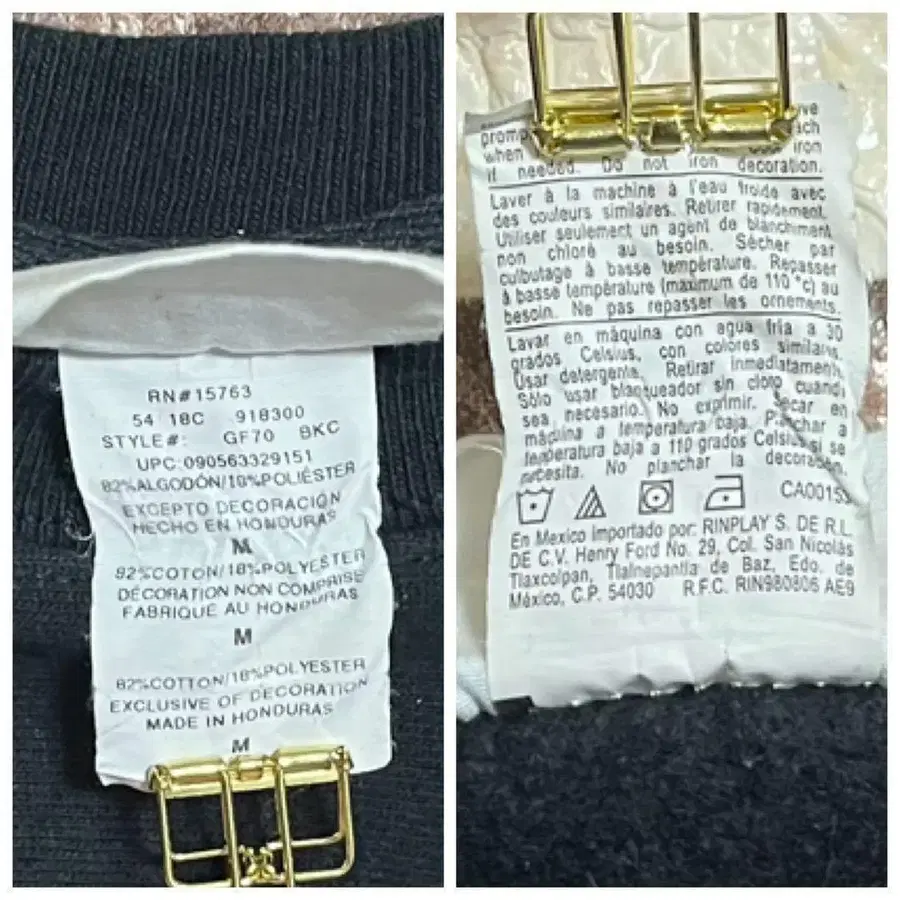 RN#15763
54 18C 918300
STYLE#: GF70 BKC
UPC:090563329151
82%ALGODÓN/18%POLIÉSTER
EXCEPTO DECORACIÓN
HECHO EN HONDURAS
M
82%COTON/18%POLYESTER
DÉCORATION NON COMPRISE
FABRIQUÉ AU HONDURAS
M
82%COTTON/18%POLYESTER
EXCLUSIVE OF DECORATION
MADE IN HONDURAS
M
when iron
if needed. Do not iron decoration.
Laver à la machine à l'eau froide avec
des couleurs similaires. Retirer rapidement.
Utiliser seulement un agent de blanchiment
non chloré au besoin. Sécher par
culbutage à basse température. Repasser
à basse température (maximum de 110 °c) au
besoin. Ne pas repasser les ornements.
Lavar en máquina con agua fria a 30
grados Celsius, con colores similares.
Usar detergente. Retirar inmediatamente.
Sólo usar blanqueador sin cloro cuando
sea necesario. No exprimir. Secar en
máquina a temperatura baja. Planchar a
temperatura baja a 110 grados Celsius si se
necesita. No planchar la decoración.
CA00153
En Mexico Importado por: RINPLAY S. DE R.L.
DE C.V. Henry Ford No. 29, Col. San Nicolás
Tlaxcolpan, Tlalnepantla de Baz, Edo. de
México, C.P. 54030 R.F.C. RIN980806 AE9